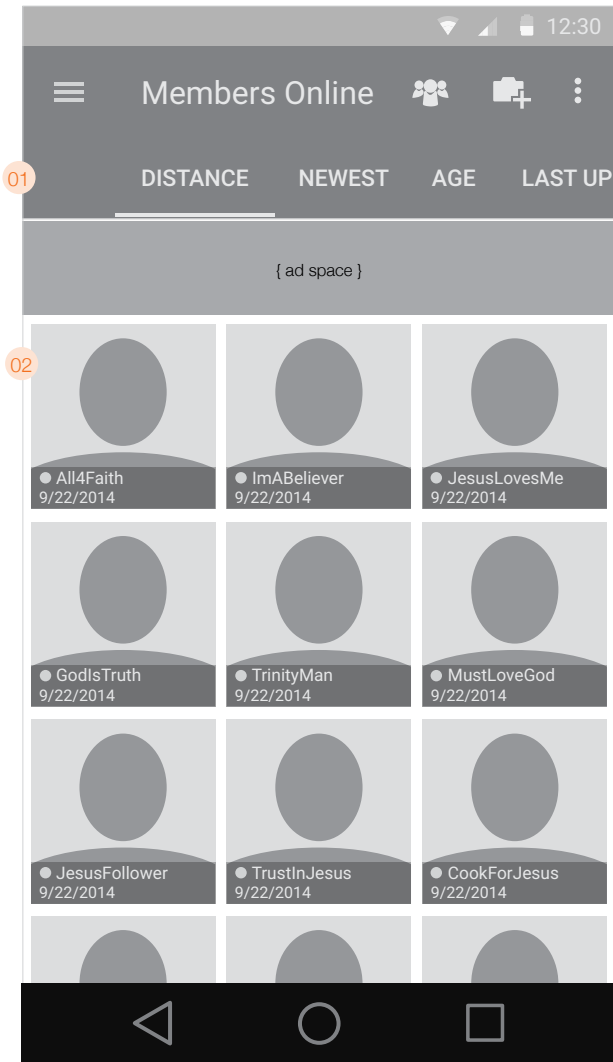 12:30
Members Online
01
DISTANCE NEWEST AGE LAST UP
{ ad space }
02
All4Faith ImABeliever JesusLovesMe
9/22/2014 9/22/2014 9/22/2014
GodIsTruth TrinityMan MustLoveGod
9/22/2014 9/22/2014 9/22/2014
JesusFollower TrustInJesus CookForJesus
9/22/2014 9/22/2014 9/22/2014